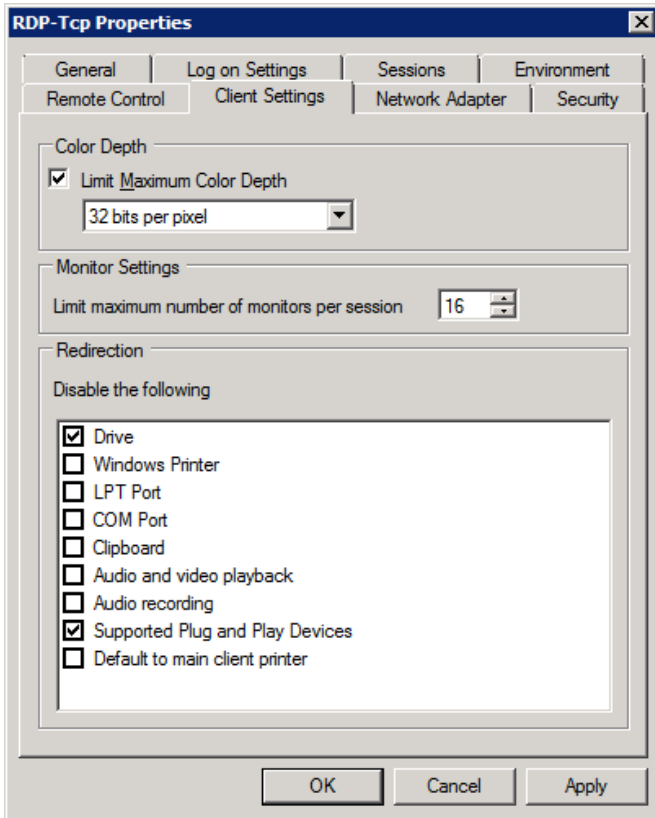 RDP-Tcp Properties
General Log on Settings Sessions Environment
Remote Control Client Settings Network Adapter Security
Color Depth
Limit Maximum Color Depth
32 bits per pixel
Monitor Settings
Limit maximum number of monitors per session 16
Redirection
Disable the following
Drive
Windows Printer
LPT Port
COM Port
Clipboard
Audio and video playback
Audio recording
Supported Plug and Play Devices
Default to main client printer
OK Cancel Apply